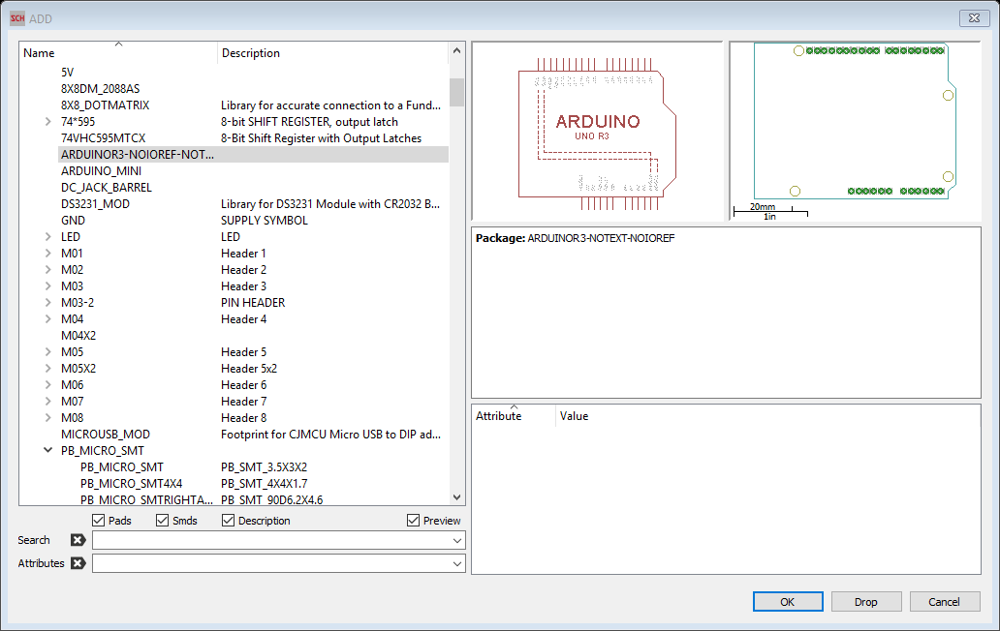 SCH ADD
Name Description
5V
8X8DM_2088AS
8X8_DOTMATRIX Library for accurate connection to a Fund...
74*595 8-bit SHIFT REGISTER, output latch
74VHC595MTCX 8-Bit Shift Register with Output Latches
ARDUINOR3-NOIOREF-NOT...
ARDUINO_MINI
DC_JACK_BARREL
DS3231_MOD Library for DS3231 Module with CR2032 B...
GND SUPPLY SYMBOL
LED LED
M01 Header 1
M02 Header 2
M03 Header 3
M03-2 PIN HEADER
M04 Header 4
M04X2
M05 Header 5
M05X2 Header 5x2
M06 Header 6
M07 Header 7
M08 Header 8
MICROUSB_MOD Footprint for CJMCU Micro USB to DIP ad...
PB_MICRO_SMT
PB_MICRO_SMT PB_SMT_3.5X3X2
PB_MICRO_SMT4X4 PB_SMT_4X4X1.7
PB_MICRO_SMTRIGHTA... PB_SMT_90D6.2X4.6
Pads Smds Description Preview
Search
Attributes
ARDUINO
UNO R3
20mm
1in
Package: ARDUINOR3-NOTEXT-NOIOREF
Attribute Value
OK Drop Cancel